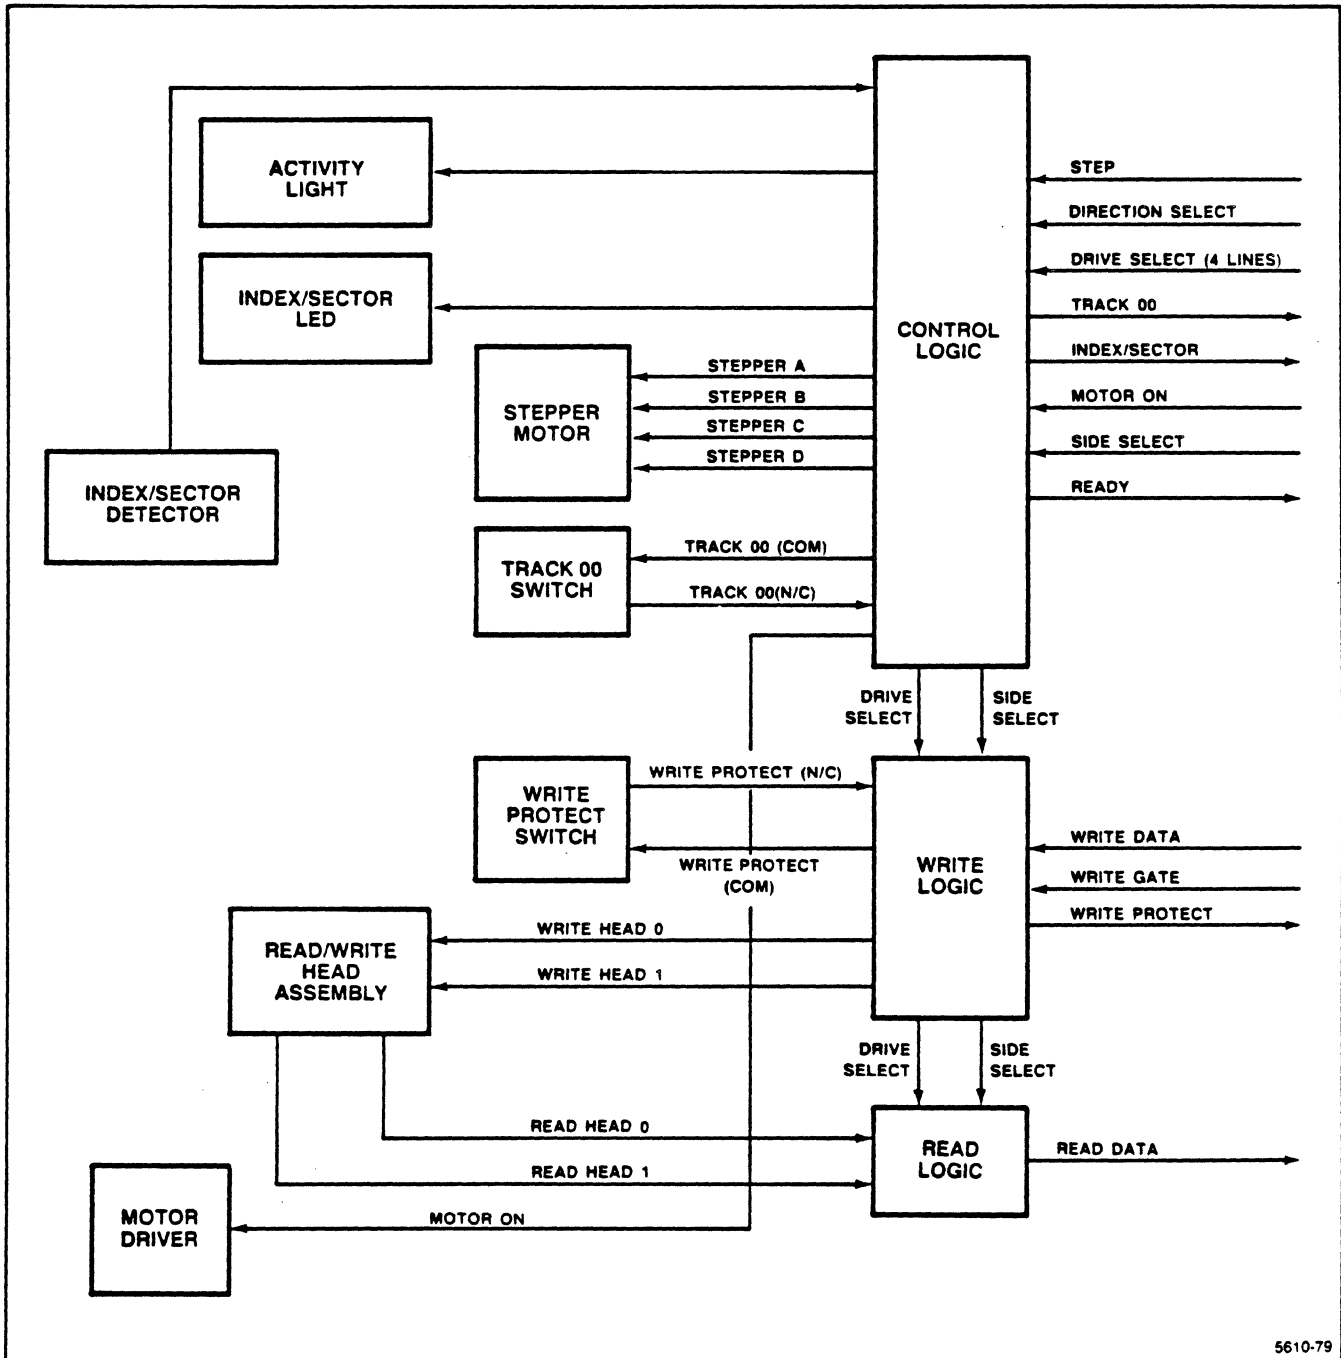 ACTIVITY
LIGHT
STEP
DIRECTION SELECT
DRIVE SELECT (4 LINES)
INDEX/SECTOR
LED
TRACK 00
CONTROL
LOGIC
INDEX/SECTOR
STEPPER A
STEPPER B
STEPPER C
STEPPER D
STEPPER
MOTOR
MOTOR ON
SIDE SELECT
READY
INDEX/SECTOR
DETECTOR
TRACK 00 (COM)
TRACK 00(N/C)
TRACK 00
SWITCH
DRIVE
SELECT
SIDE
SELECT
WRITE PROTECT (N/C)
WRITE
PROTECT
SWITCH
WRITE PROTECT
(COM)
WRITE
LOGIC
WRITE DATA
WRITE GATE
WRITE PROTECT
READ/WRITE
HEAD
ASSEMBLY
WRITE HEAD 0
WRITE HEAD 1
DRIVE
SELECT
SIDE
SELECT
READ HEAD 0
READ HEAD 1
READ
LOGIC
READ DATA
MOTOR
DRIVER
MOTOR ON
5610-79